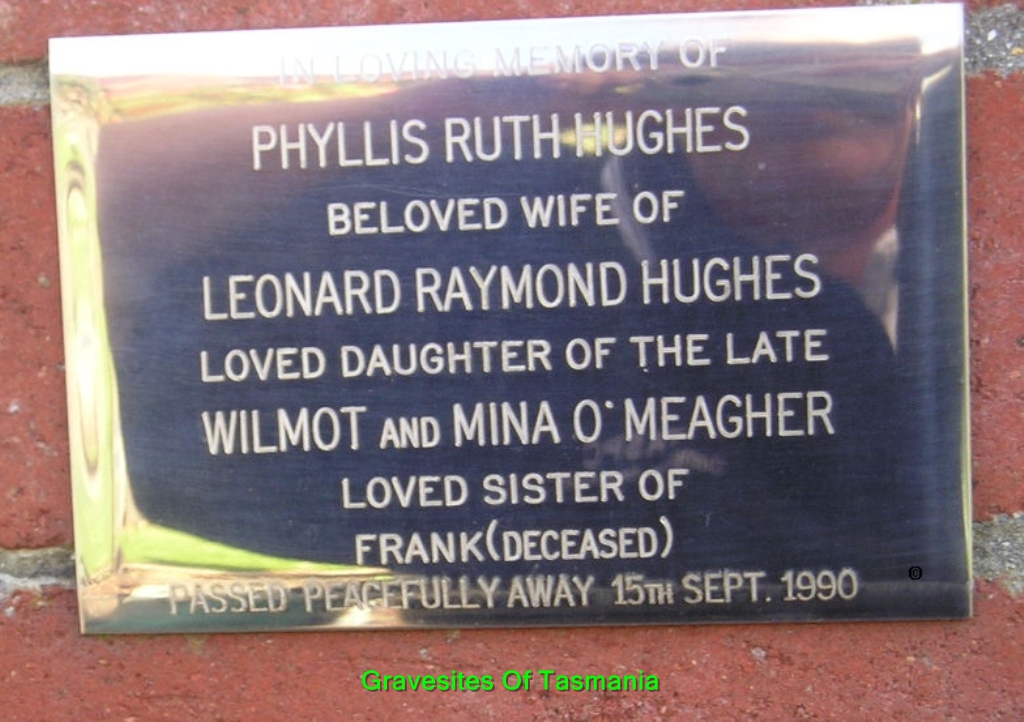 IN LOVING MEMORY OF
PHYLLIS RUTH HUGHES
BELOVED WIFE OF
LEONARD RAYMOND HUGHES
LOVED DAUGHTER OF THE LATE
WILMOT AND MINA O'MEAGHER
LOVED SISTER OF
FRANK (DECEASED)
PASSED PEACEFULLY AWAY 15TH SEPT. 1990
©
Gravesites Of Tasmania